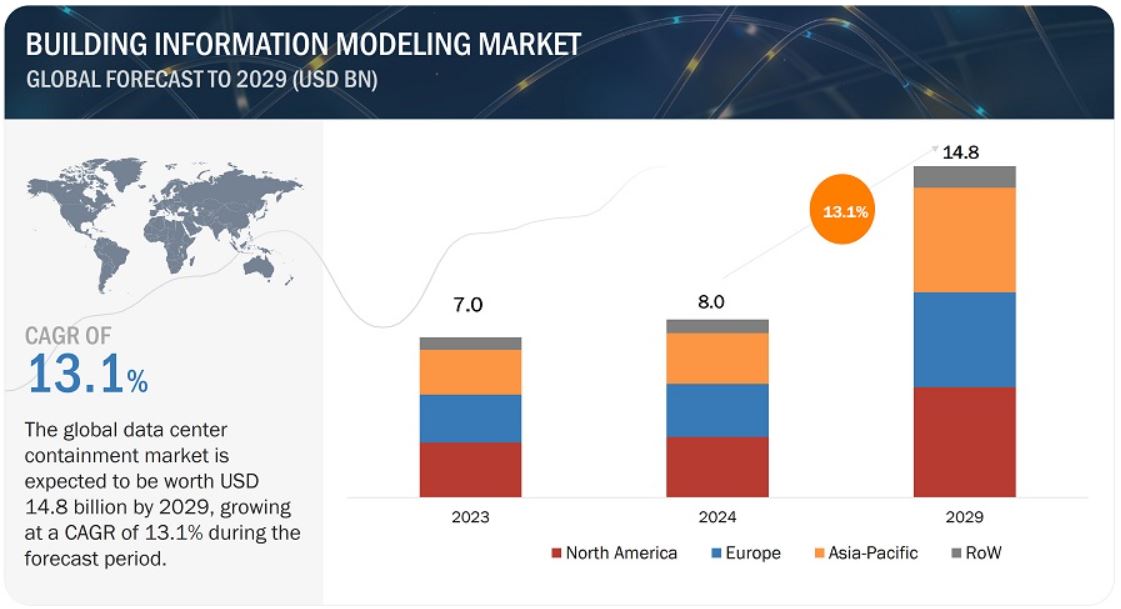 BUILDING INFORMATION MODELING MARKET
GLOBAL FORECAST TO 2029 (USD BN)
CAGR OF
13.1%
The global data center
containment market is
expected to be worth USD
14.8 billion by 2029, growing
at a CAGR of 13.1% during the
forecast period.
7.0
8.0
13.1%
14.8
2023
2024
2029
North America
Europe
Asia-Pacific
RoW